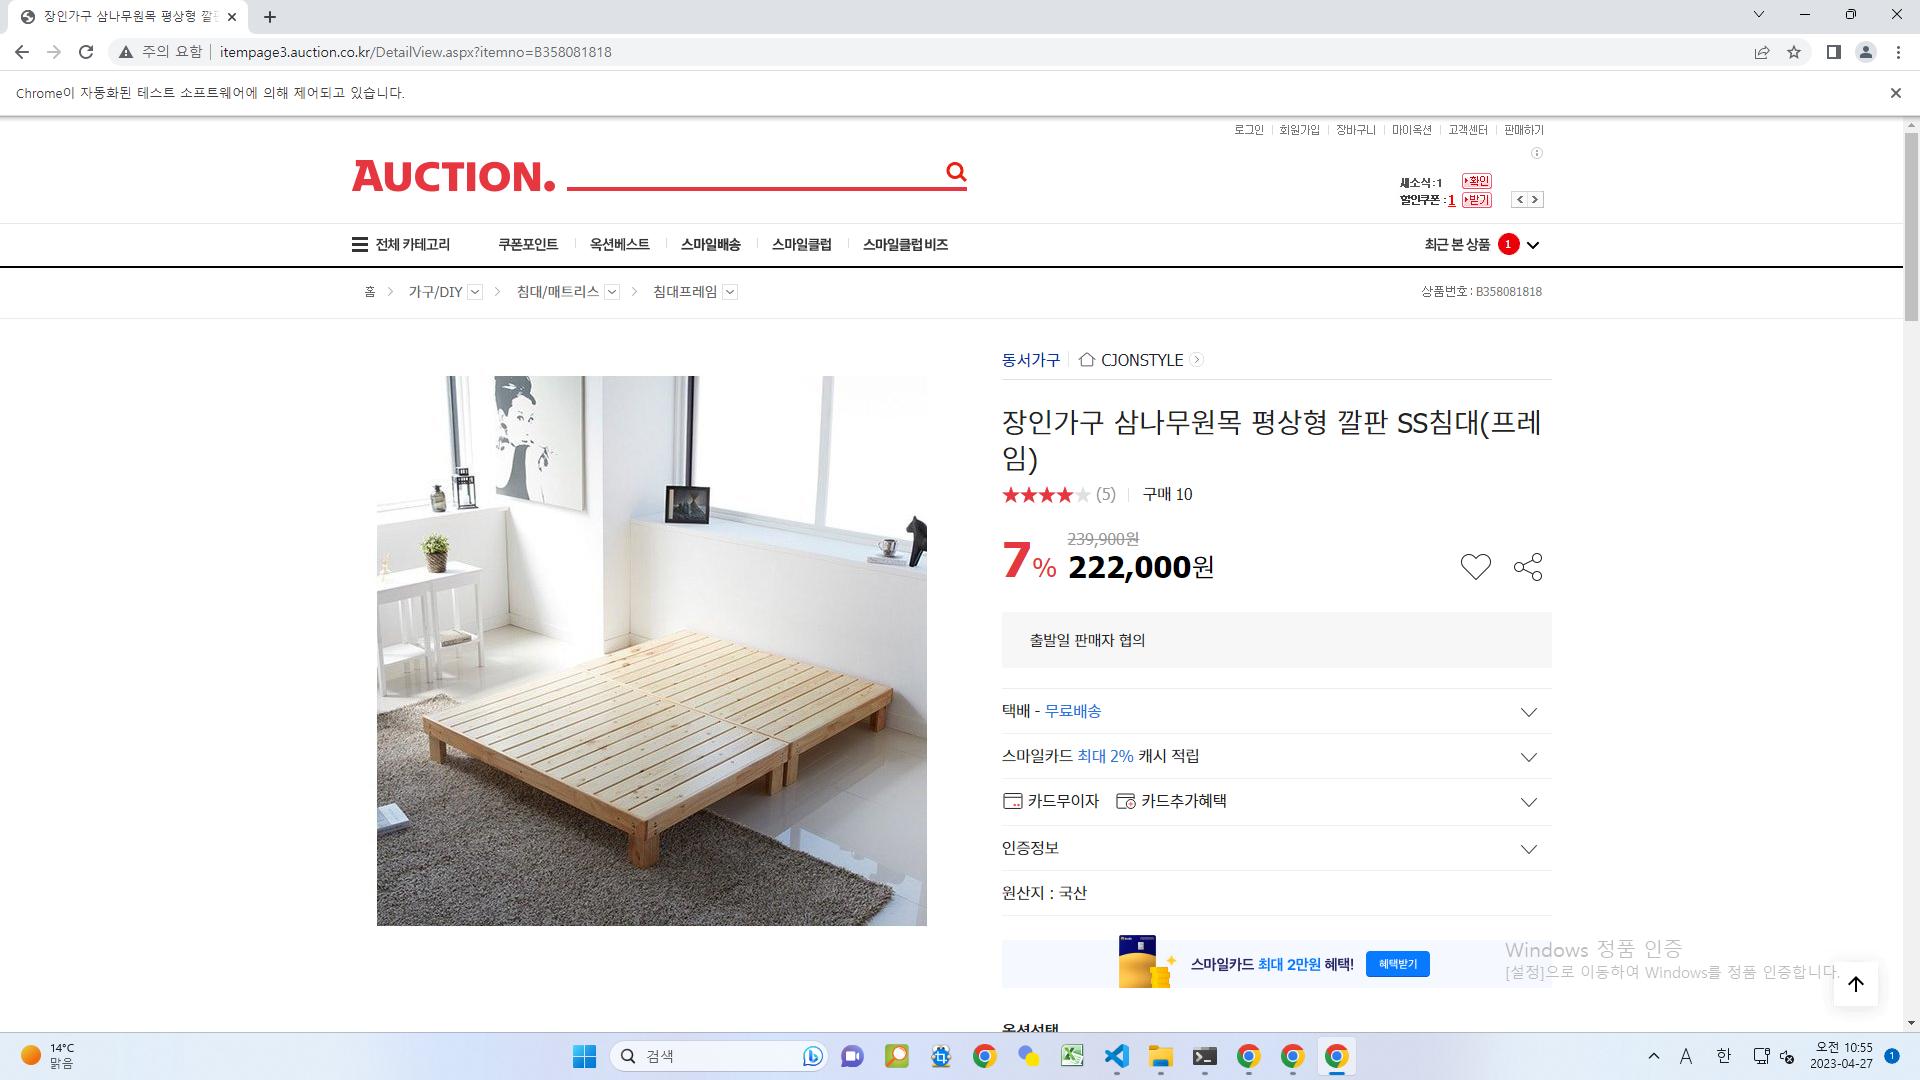 장인가구 삼나무원목 평상형 깔판
주의 요함
itempage3.auction.co.kr/DetailView.aspx?itemno=B358081818
Chrome이 자동화된 테스트 소프트웨어에 의해 제어되고 있습니다.
로그인 회원가입 장바구니 마이옥션 고객센터 판매하기
AUCTION.
새소식 : 1 확인
할인쿠폰 : 1 받기
전체 카테고리 쿠폰포인트 옥션베스트 스마일배송 스마일클럽 스마일클럽 비즈 최근 본 상품 1
홈 가구/DIY 침대/매트리스 침대프레임 상품번호 : B358081818
동서가구 CJONSTYLE
장인가구 삼나무원목 평상형 깔판 SS침대(프레
임)
(5) 구매 10
239,900원
7% 222,000원
출발일 판매자 협의
택배 - 무료배송
스마일카드 최대 2% 캐시 적립
카드무이자 카드추가혜택
인증정보
원산지 : 국산
스마일카드 최대 2만원 혜택! 혜택받기
Windows 정품 인증
[설정]으로 이동하여 Windows를 정품 인증합니다.
옵션선택
14°C
맑음
검색
A 한
오전 10:55
2023-04-27
1